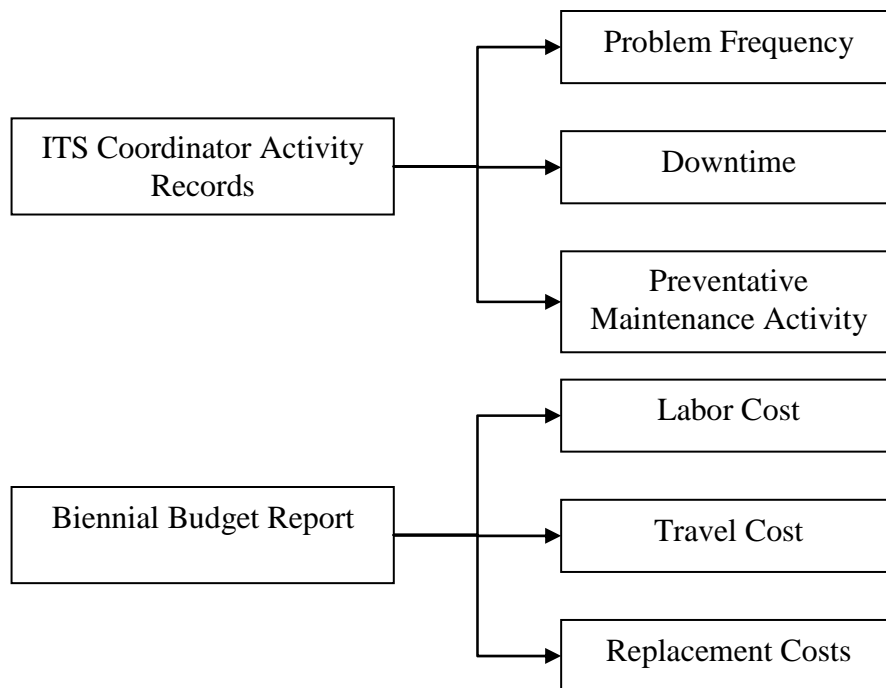 Problem Frequency
ITS Coordinator Activity
Records
Downtime
Preventative
Maintenance Activity
Labor Cost
Biennial Budget Report
Travel Cost
Replacement Costs